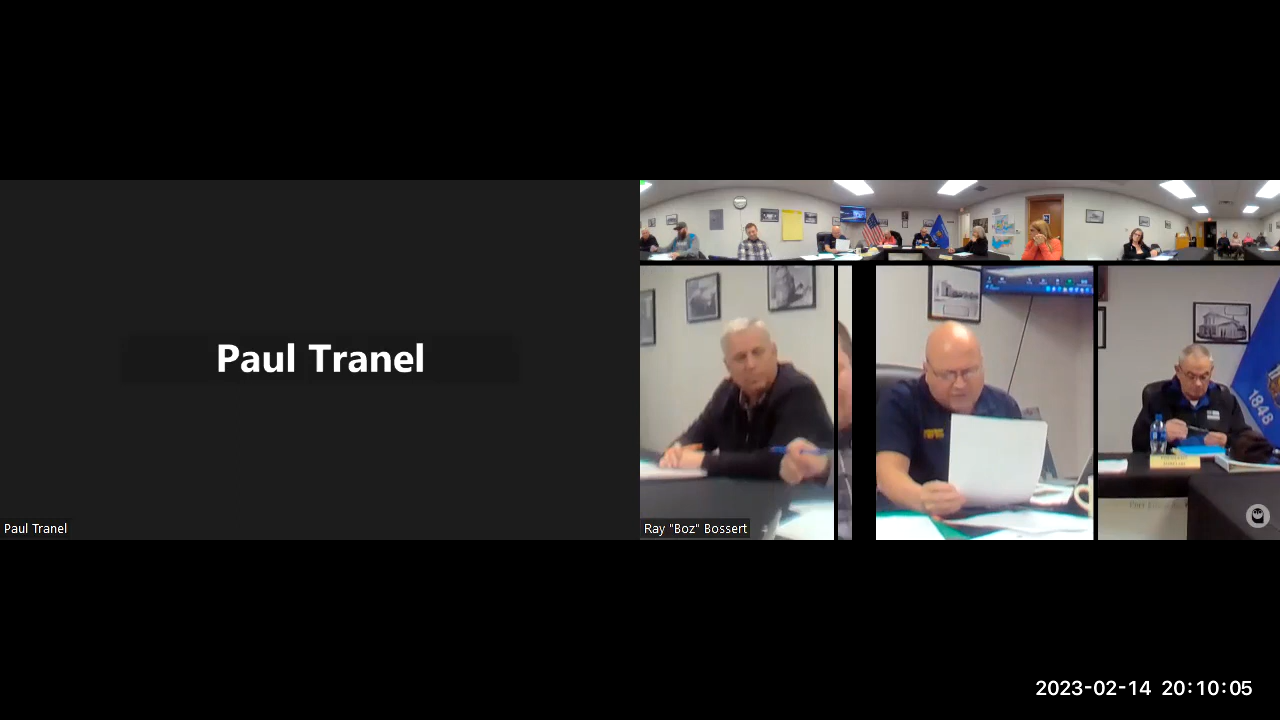 Paul Tranel
Paul Tranel
Ray "Boz" Bossert
1848
2023-02-14 20:10:05